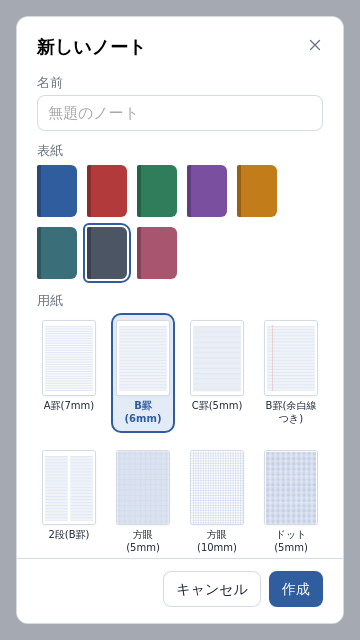 新しいノート
名前
無題のノート
表紙
用紙
A罫(7mm)
B罫
(6mm)
C罫(5mm)
B罫(余白線
つき)
2段(B罫)
方眼
(5mm)
方眼
(10mm)
ドット
(5mm)
キャンセル
作成